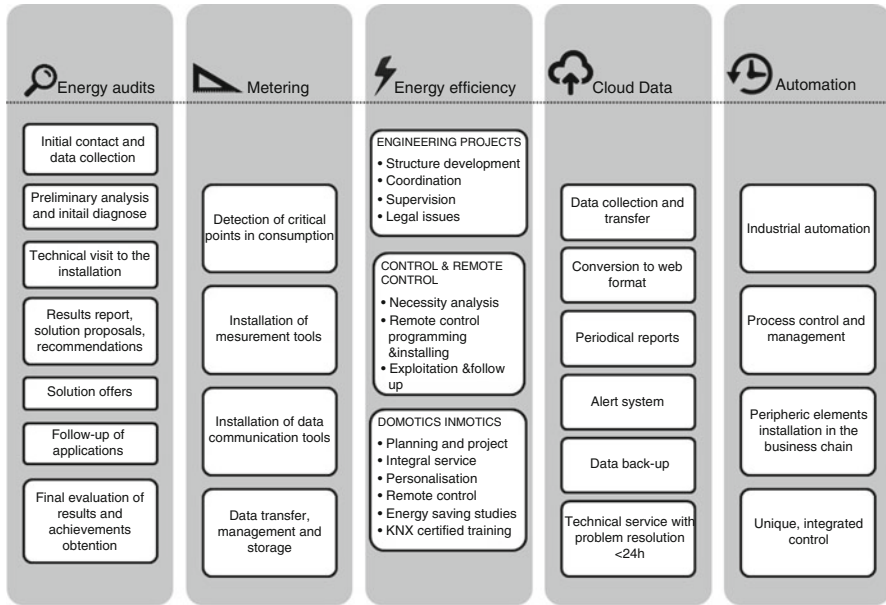 Energy audits
Initial contact and
data collection
Preliminary analysis
and initail diagnose
Technical visit to the
installation
Results report,
solution proposals,
recommendations
Solution offers
Follow-up of
applications
Final evaluation of
results and
achievements
obtention
Metering
Detection of critical
points in consumption
Installation of
mesurement tools
Installation of data
communication tools
Data transfer,
management and
storage
Energy efficiency
ENGINEERING PROJECTS
• Structure development
• Coordination
• Supervision
• Legal issues
CONTROL & REMOTE
CONTROL
• Necessity analysis
• Remote control
programming
&installing
• Exploitation &follow
up
DOMOTICS INMOTICS
• Planning and project
• Integral service
• Personalisation
• Remote control
• Energy saving studies
• KNX certified training
Cloud Data
Data collection and
transfer
Conversion to web
format
Periodical reports
Alert system
Data back-up
Technical service with
problem resolution
<24h
Automation
Industrial automation
Process control and
management
Peripheric elements
installation in the
business chain
Unique, integrated
control